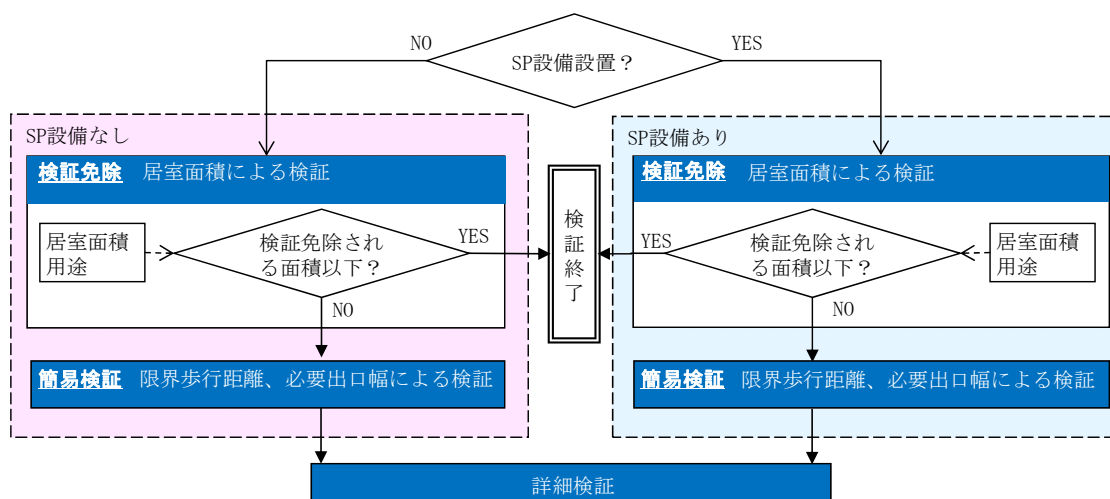 SP設備設置？
NO
YES
SP設備なし
検証免除 居室面積による検証
居室面積
用途
検証免除され
る面積以下？
YES
NO
簡易検証 限界歩行距離、必要出口幅による検証
検証終了
SP設備あり
検証免除 居室面積による検証
YES
検証免除され
る面積以下？
居室面積
用途
NO
簡易検証 限界歩行距離、必要出口幅による検証
詳細検証